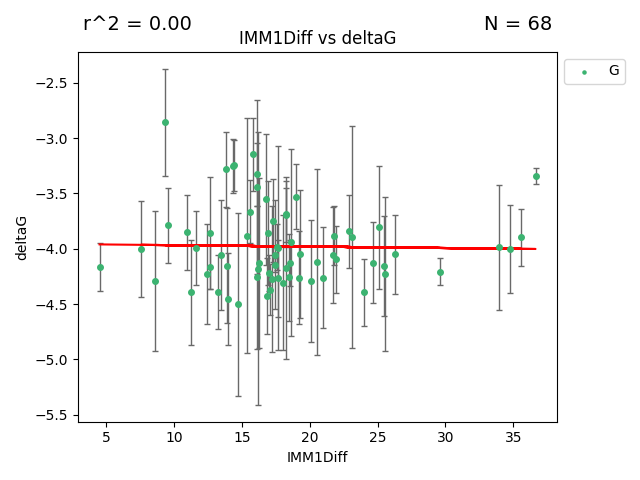 r^2 = 0.00
N = 68
IMM1Diff vs deltaG
G
deltaG
−2.5
−3.0
−3.5
−4.0
−4.5
−5.0
−5.5
5 10 15 20 25 30 35
IMM1Diff